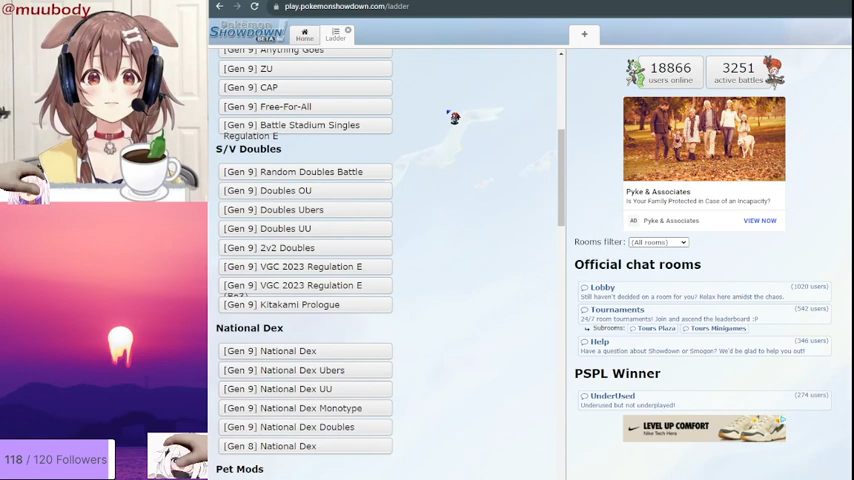 @muubody
play.pokemonshowdown.com/ladder
Pokémon
SHOWDOWN
BETA
Home
Ladder
+
[Gen 9] Anything Goes
[Gen 9] ZU
[Gen 9] CAP
[Gen 9] Free-For-All
[Gen 9] Battle Stadium Singles
Regulation E
S/V Doubles
[Gen 9] Random Doubles Battle
[Gen 9] Doubles OU
[Gen 9] Doubles Ubers
[Gen 9] Doubles UU
[Gen 9] 2v2 Doubles
[Gen 9] VGC 2023 Regulation E
[Gen 9] VGC 2023 Regulation E
(Bo3)
[Gen 9] Kitakami Prologue
National Dex
[Gen 9] National Dex
[Gen 9] National Dex Ubers
[Gen 9] National Dex UU
[Gen 9] National Dex Monotype
[Gen 9] National Dex Doubles
[Gen 8] National Dex
Pet Mods
18866
users online
3251
active battles
Pyke & Associates
Is Your Family Protected in Case of an Incapacity?
AD Pyke & Associates VIEW NOW
Rooms filter: (All rooms)
Official chat rooms
Lobby (1020 users)
Still haven't decided on a room for you? Relax here amidst the chaos.
Tournaments (542 users)
24/7 room tournaments! Join and ascend the leaderboard :P
Subrooms: Tours Plaza Tours Minigames
Help (346 users)
Have a question about Showdown or Smogon? We'd be glad to help you out!
PSPL Winner
UnderUsed (274 users)
Underused but not underplayed!
LEVEL UP COMFORT
Nike Tech Hera
118 / 120 Followers